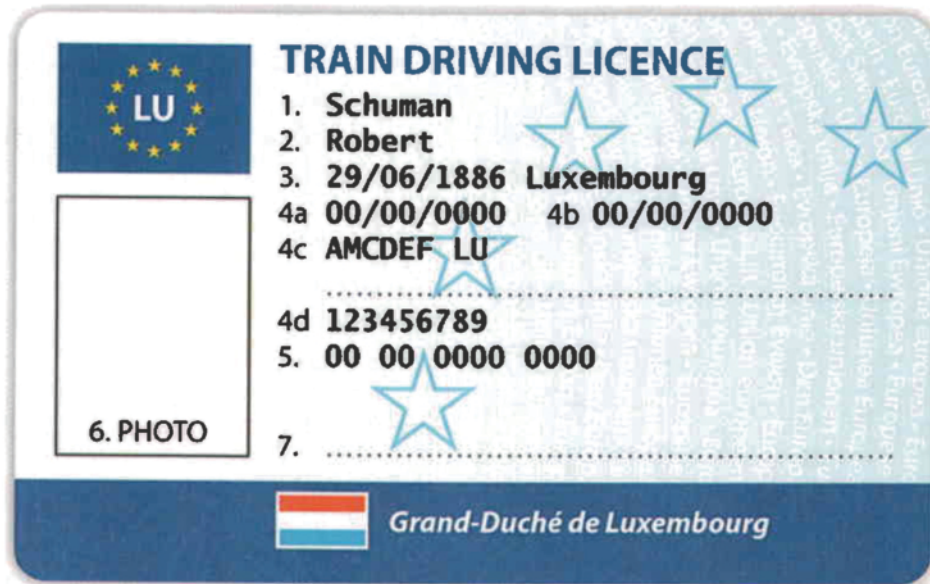 LU
TRAIN DRIVING LICENCE
1. Schuman
2. Robert
3. 29/06/1886 Luxembourg
4a 00/00/0000 4b 00/00/0000
4c AMCDEF LU
4d 123456789
5. 00 00 0000 0000
6. PHOTO
7.
Grand-Duché de Luxembourg